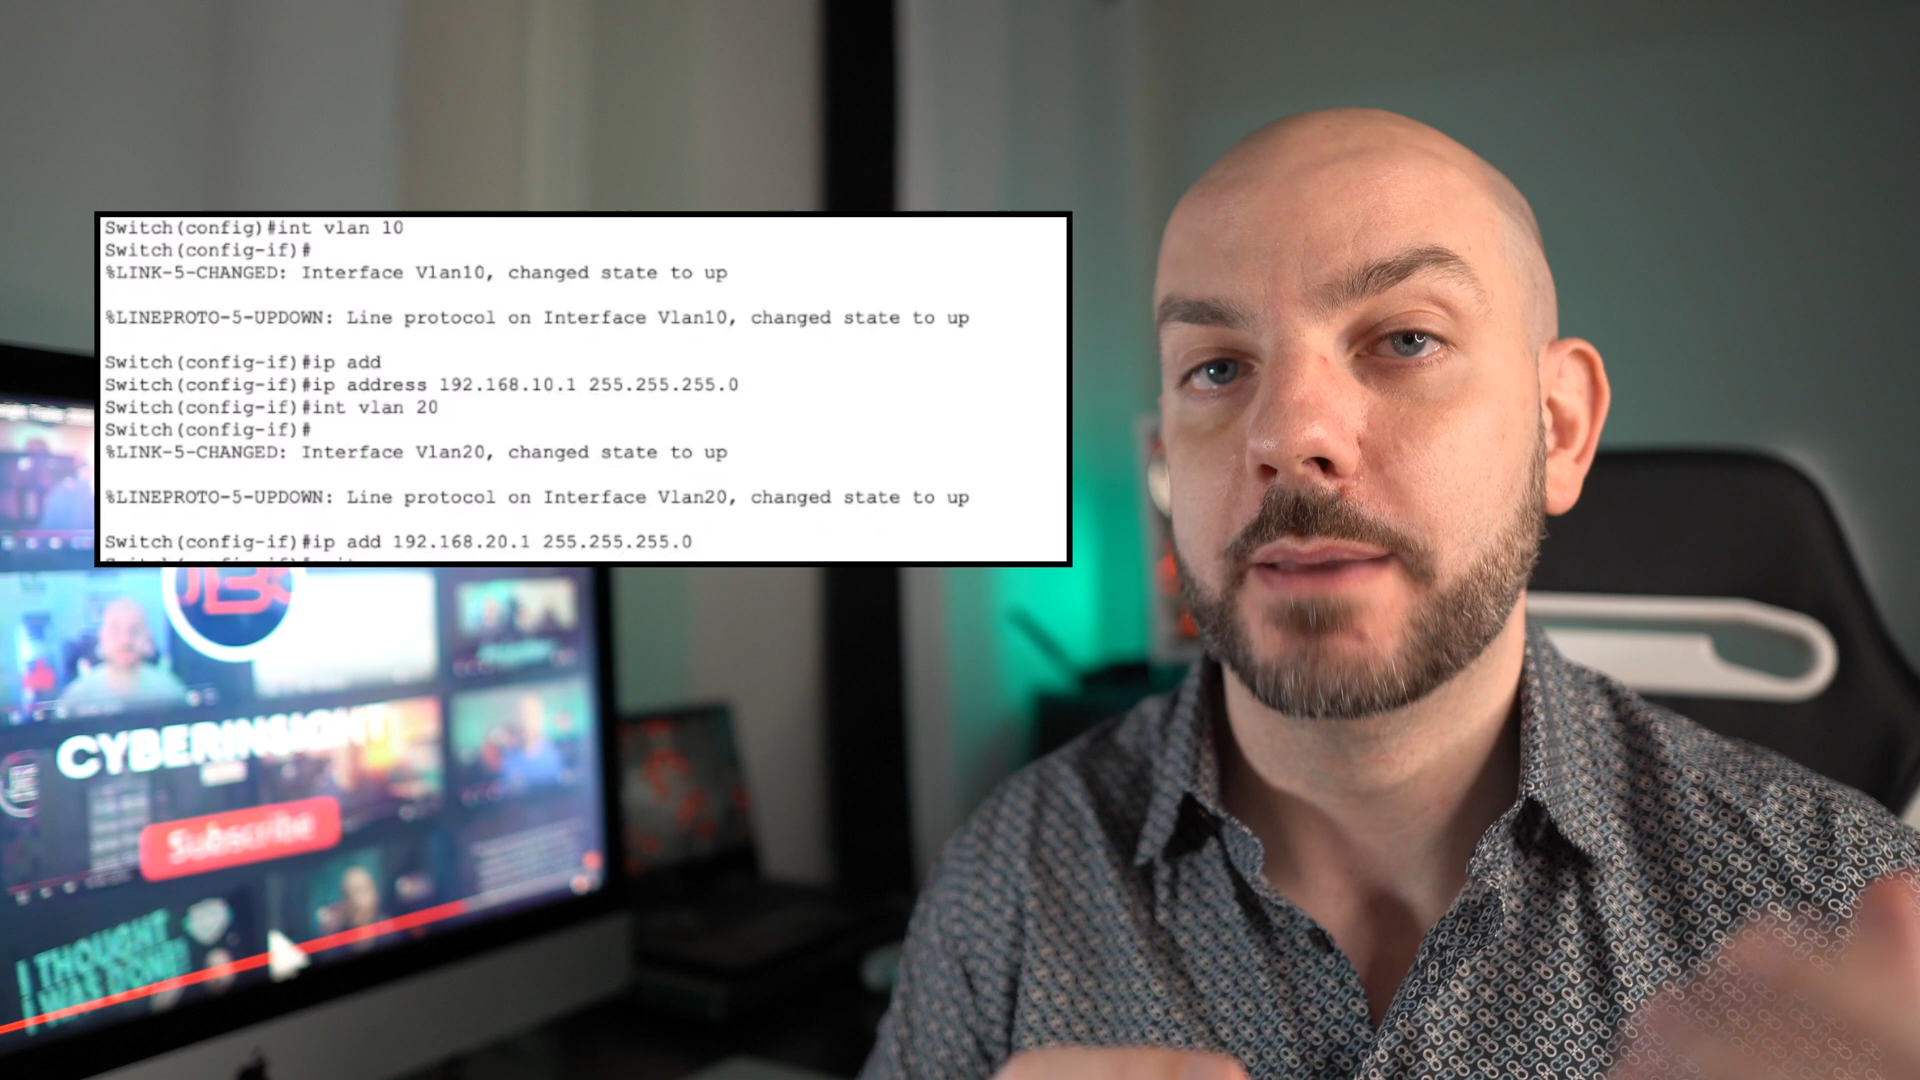 Switch(config)#int vlan 10
Switch(config-if)#
%LINK-5-CHANGED: Interface Vlan10, changed state to up
%LINEPROTO-5-UPDOWN: Line protocol on Interface Vlan10, changed state to up
Switch(config-if)#ip add
Switch(config-if)#ip address 192.168.10.1 255.255.255.0
Switch(config-if)#int vlan 20
Switch(config-if)#
%LINK-5-CHANGED: Interface Vlan20, changed state to up
%LINEPROTO-5-UPDOWN: Line protocol on Interface Vlan20, changed state to up
Switch(config-if)#ip add 192.168.20.1 255.255.255.0
CYBERINSIGHT
Subscribe
I THOUGHT
I WAS DONE!